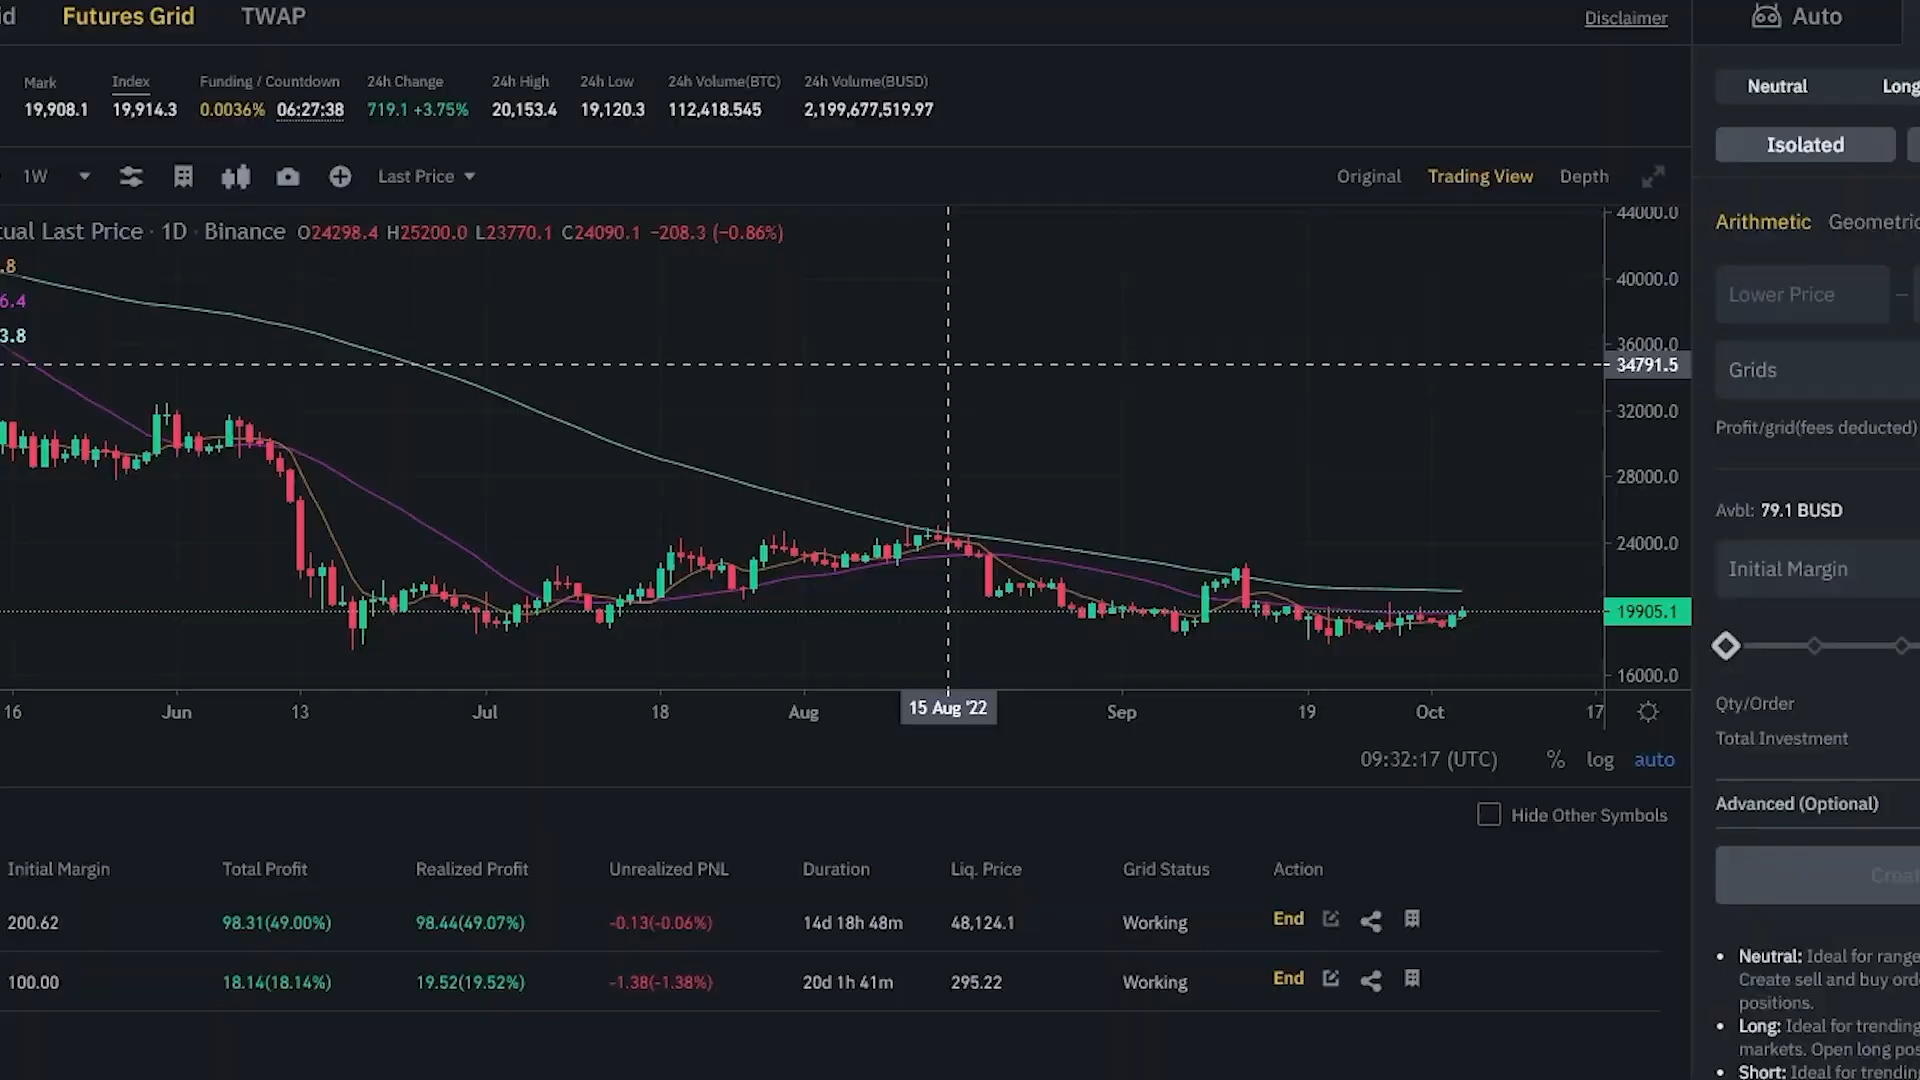 Futures Grid TWAP Disclaimer Auto
Mark Index Funding / Countdown 24h Change 24h High 24h Low 24h Volume(BTC) 24h Volume(BUSD)
19,908.1 19,914.3 0.0036% 06:27:38 719.1 +3.75% 20,153.4 19,120.3 112,418.545 2,199,677,519.97
Neutral Long
Isolated
1W Last Price Original Trading View Depth
tual Last Price · 1D · Binance O24298.4 H25200.0 L23770.1 C24090.1 −208.3 (−0.86%)
.8
6.4
3.8
44000.0
40000.0
36000.0
34791.5
32000.0
28000.0
24000.0
19905.1
16000.0
16 Jun 13 Jul 18 Aug 15 Aug '22 Sep 19 Oct 17
09:32:17 (UTC) % log auto
Arithmetic Geometric
Lower Price –
Grids
Profit/grid(fees deducted)
Avbl: 79.1 BUSD
Initial Margin
Qty/Order
Total Investment
Advanced (Optional)
Creat
Hide Other Symbols
Initial Margin Total Profit Realized Profit Unrealized PNL Duration Liq. Price Grid Status Action
200.62 98.31(49.00%) 98.44(49.07%) -0.13(-0.06%) 14d 18h 48m 48,124.1 Working End
100.00 18.14(18.14%) 19.52(19.52%) -1.38(-1.38%) 20d 1h 41m 295.22 Working End
• Neutral: Ideal for range
Create sell and buy ord
positions.
• Long: Ideal for trending
markets. Open long pos
• Short: Ideal for trending